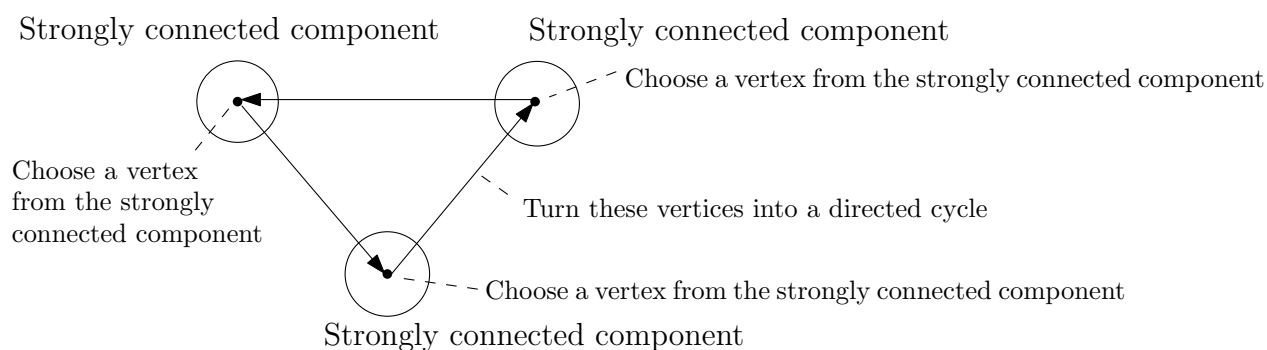 Strongly connected component
Strongly connected component
Choose a vertex from the strongly connected component
Choose a vertex
from the strongly
connected component
Turn these vertices into a directed cycle
Choose a vertex from the strongly connected component
Strongly connected component